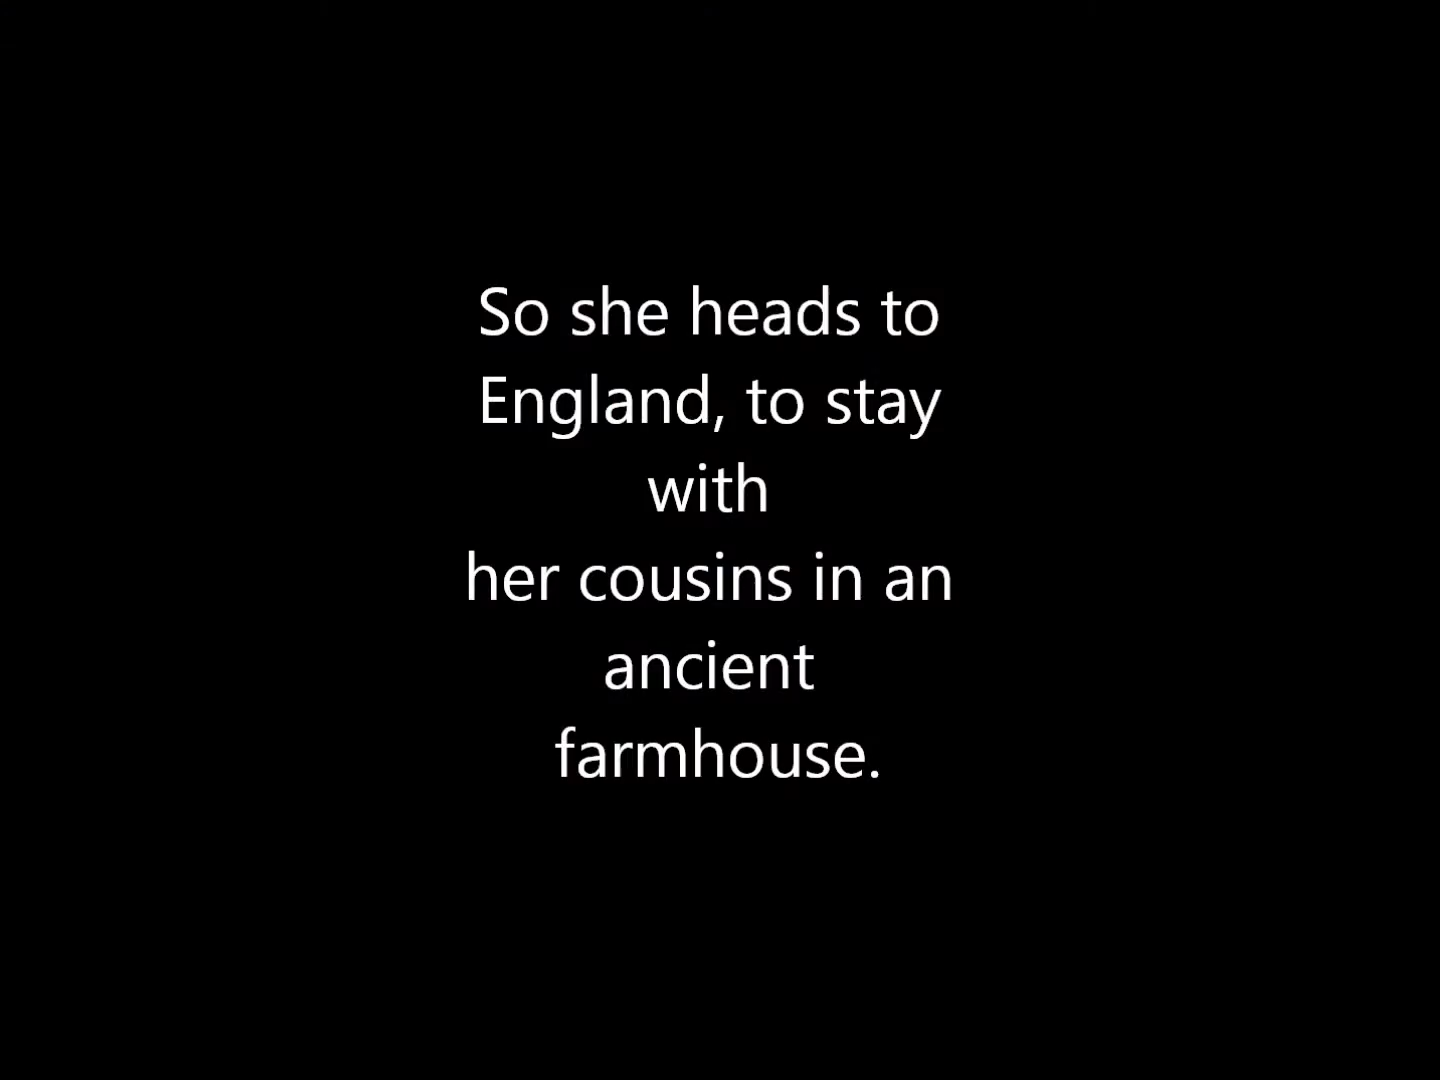 So she heads to
England, to stay
with
her cousins in an
ancient
farmhouse.